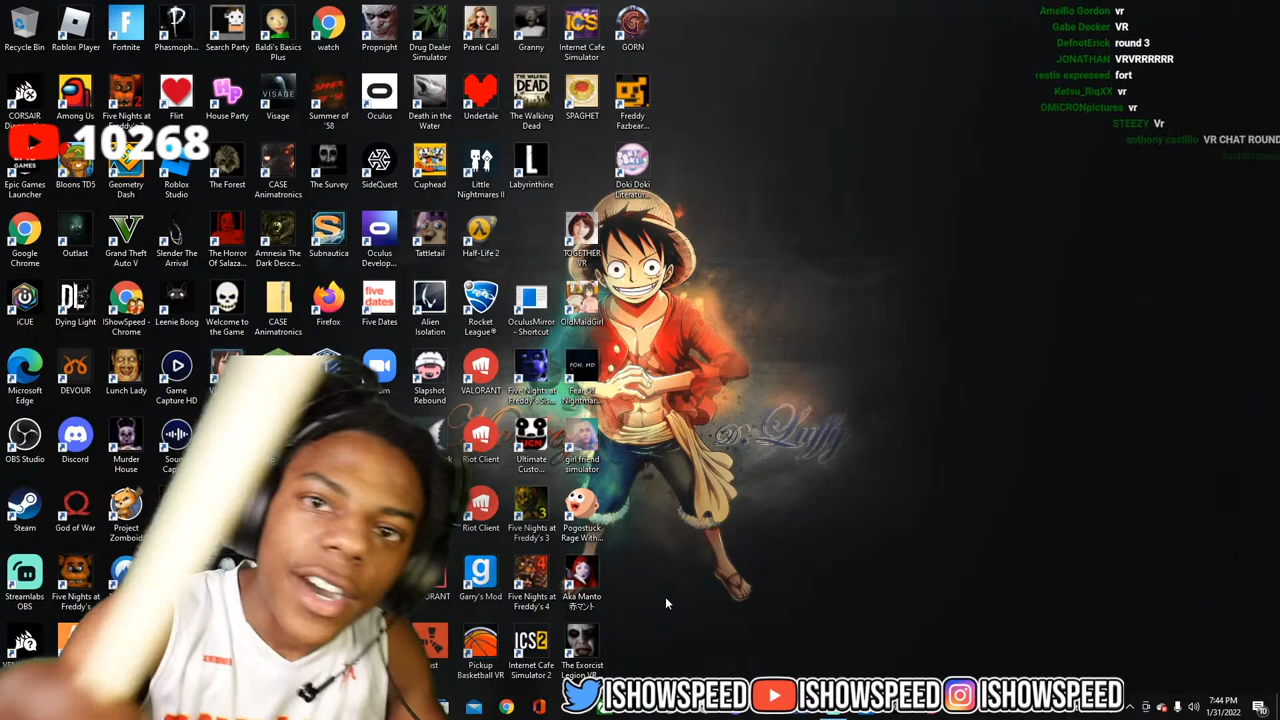 Recycle Bin
Roblox Player
Fortnite
Phasmoph...
Search Party
Baldi's Basics Plus
watch
Propnight
Drug Dealer Simulator
Prank Call
Granny
Internet Cafe Simulator
GORN
CORSAIR
Among Us
Five Nights at
Flirt
House Party
Visage
Summer of '58
Oculus
Death in the Water
Undertale
The Walking Dead
SPAGHET
Freddy Fazbear...
10268
Epic Games Launcher
Bloons TD5
Geometry Dash
Roblox Studio
The Forest
CASE Animatronics
The Survey
SideQuest
Cuphead
Little Nightmares II
Labyrinthine
Doki Doki Literatur...
Google Chrome
Outlast
Grand Theft Auto V
Slender The Arrival
The Horror Of Salaza...
Amnesia The Dark Desce...
Subnautica
Oculus Develop...
Tattletail
Half-Life 2
TOGETHER VR
iCUE
Dying Light
IShowSpeed - Chrome
Leenie Boog
Welcome to the Game
CASE Animatronics
Firefox
Five Dates
Alien Isolation
Rocket League®
OculusMirror - Shortcut
OldMaidGirl
Microsoft Edge
DEVOUR
Lunch Lady
Game Capture HD
Slapshot Rebound
VALORANT
Five Nights at Freddy's Sis...
Fear Of Nightmar...
OBS Studio
Discord
Murder House
Riot Client
Ultimate Custo...
girl friend simulator
Steam
God of War
Project Zomboid
Riot Client
Five Nights at Freddy's 3
Pogostuck Rage With...
Streamlabs OBS
Five Nights at Freddy's
Garry's Mod
Five Nights at Freddy's 4
Aka Manto 赤マント
Pickup Basketball VR
Internet Cafe Simulator 2
The Exorcist Legion VR
Amelllo Gordon vr
Gabe Decker VR
DefnotErick round 3
JONATHAN VRVRRRRRR
restis expressed fort
Ketsu_RiqXX vr
OMICRONpictures vr
STEEZY Vr
anthony castillo VR CHAT ROUND
ISHOWSPEED ISHOWSPEED ISHOWSPEED
7:44 PM
1/31/2022